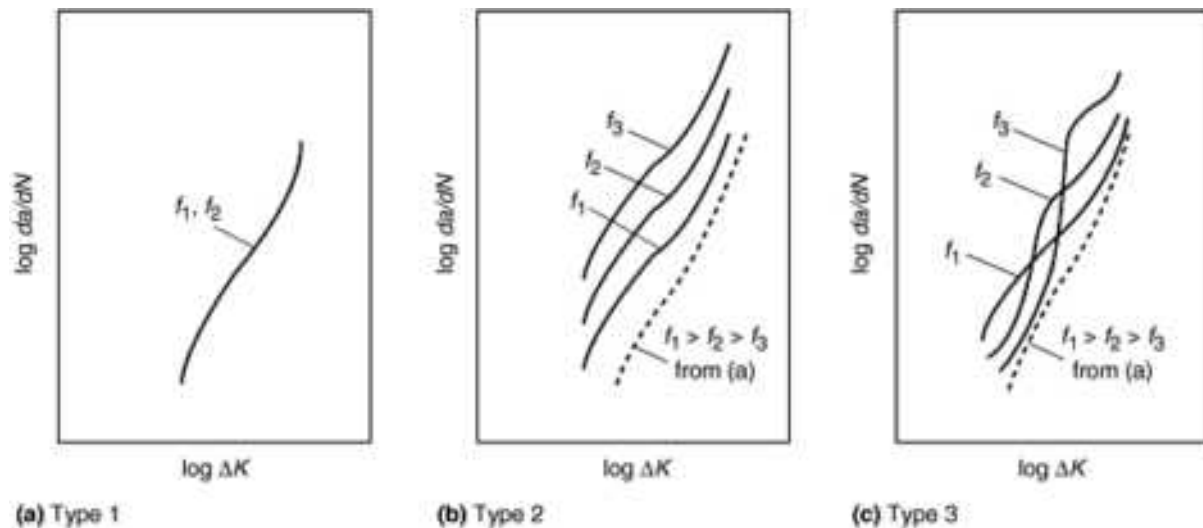 log da/dN
f1, f2
log ΔK
(a) Type 1
log da/dN
f3
f2
f1
f1 > f2 > f3
from (a)
log ΔK
(b) Type 2
log da/dN
f3
f2
f1
f1 > f2 > f3
from (a)
log ΔK
(c) Type 3